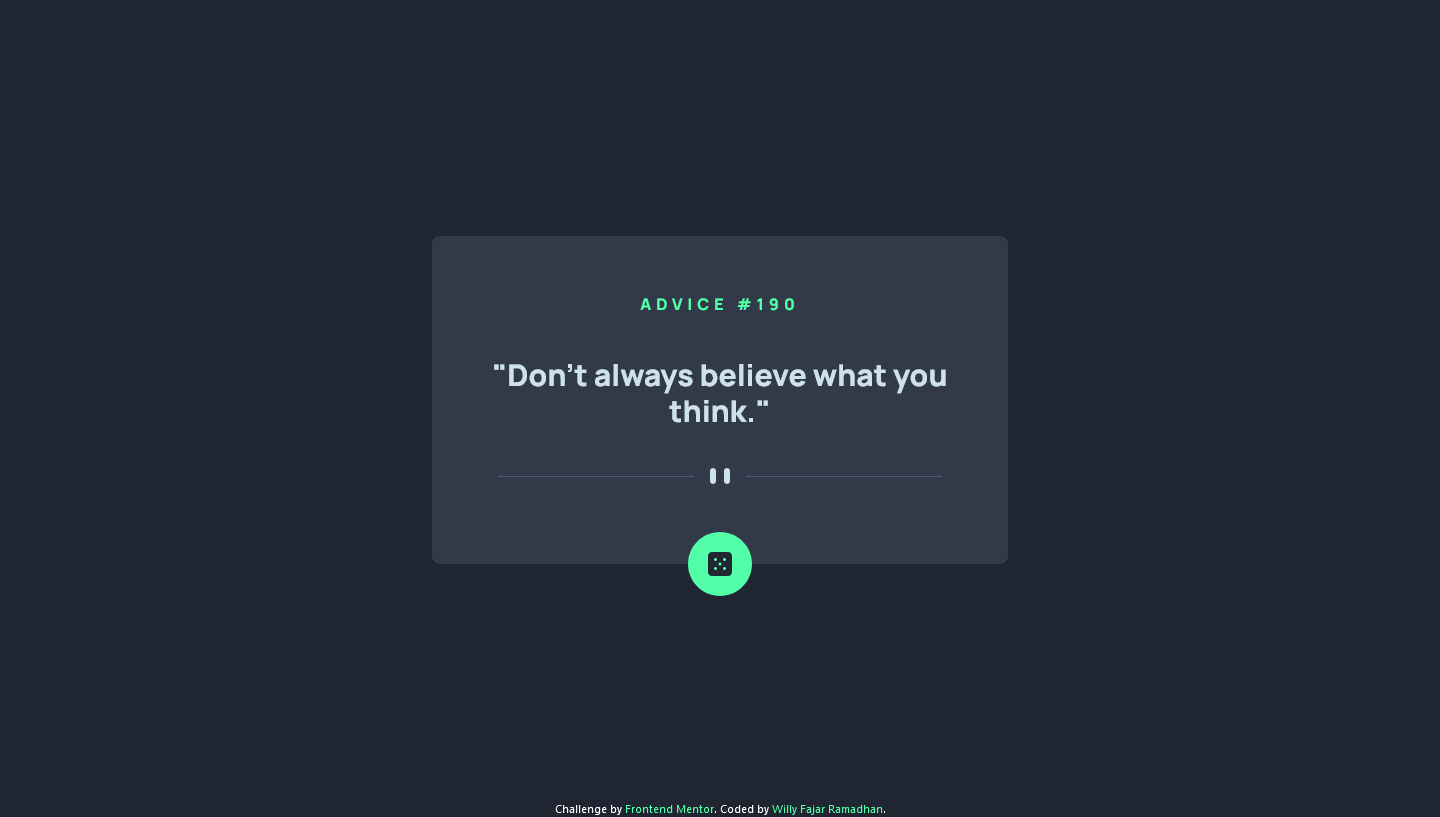 ADVICE #190
"Don't always believe what you
think."
Challenge by Frontend Mentor. Coded by Willy Fajar Ramadhan.